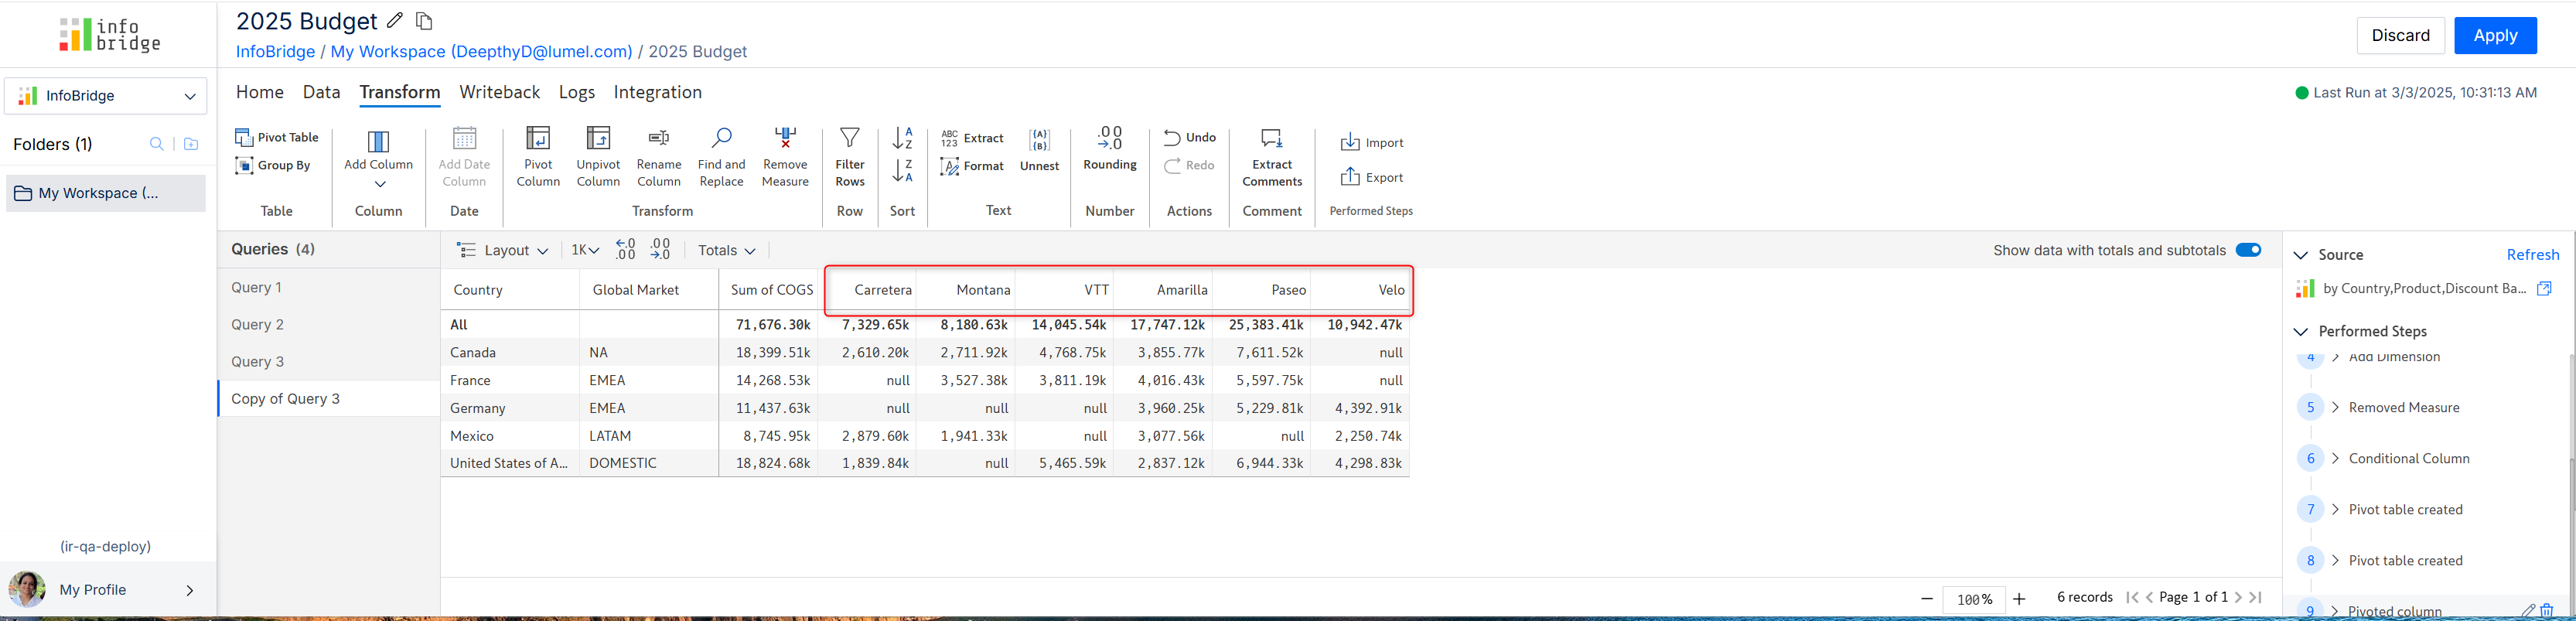 info
bridge
2025 Budget
InfoBridge / My Workspace (DeepthyD@lumel.com) / 2025 Budget
Discard
Apply
InfoBridge
Home Data Transform Writeback Logs Integration
Last Run at 3/3/2025, 10:31:13 AM
Folders (1)
My Workspace (...
Pivot Table
Group By
Table
Add Column
Column
Add Date
Column
Date
Pivot
Column
Unpivot
Column
Rename
Column
Find and
Replace
Remove
Measure
Transform
Filter
Rows
Row
A
Z
Z
A
Sort
ABC
123
Extract
Format
{A}
{B}
Unnest
Text
.00
.0
Rounding
Number
Undo
Redo
Actions
Extract
Comments
Comment
Import
Export
Performed Steps
Queries (4)
Query 1
Query 2
Query 3
Copy of Query 3
Layout 1K .0 .00 .00 .0 Totals
Show data with totals and subtotals
Country Global Market Sum of COGS Carretera Montana VTT Amarilla Paseo Velo
All 71,676.30k 7,329.65k 8,180.63k 14,045.54k 17,747.12k 25,383.41k 10,942.47k
Canada NA 18,399.51k 2,610.20k 2,711.92k 4,768.75k 3,855.77k 7,611.52k null
France EMEA 14,268.53k null 3,527.38k 3,811.19k 4,016.43k 5,597.75k null
Germany EMEA 11,437.63k null null null 3,960.25k 5,229.81k 4,392.91k
Mexico LATAM 8,745.95k 2,879.60k 1,941.33k null 3,077.56k null 2,250.74k
United States of A... DOMESTIC 18,824.68k 1,839.84k null 5,465.59k 2,837.12k 6,944.33k 4,298.83k
Source
Refresh
by Country,Product,Discount Ba...
Performed Steps
4 Add Dimension
5 Removed Measure
6 Conditional Column
7 Pivot table created
8 Pivot table created
9 Pivoted column
(ir-qa-deploy)
My Profile
100%
6 records
Page 1 of 1